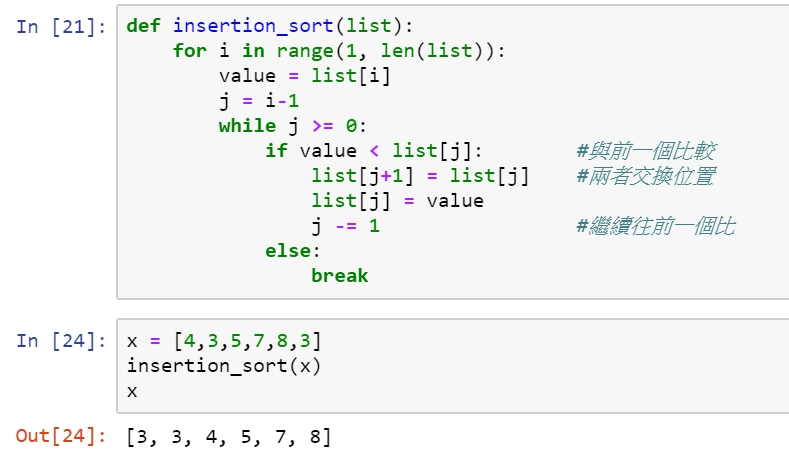 In [21]: def insertion_sort(list):
    for i in range(1, len(list)):
        value = list[i]
        j = i-1
        while j >= 0:
            if value < list[j]:        #與前一個比較
                list[j+1] = list[j]    #兩者交換位置
                list[j] = value
                j -= 1                 #繼續往前一個比
            else:
                break
In [24]: x = [4,3,5,7,8,3]
insertion_sort(x)
x
Out[24]: [3, 3, 4, 5, 7, 8]